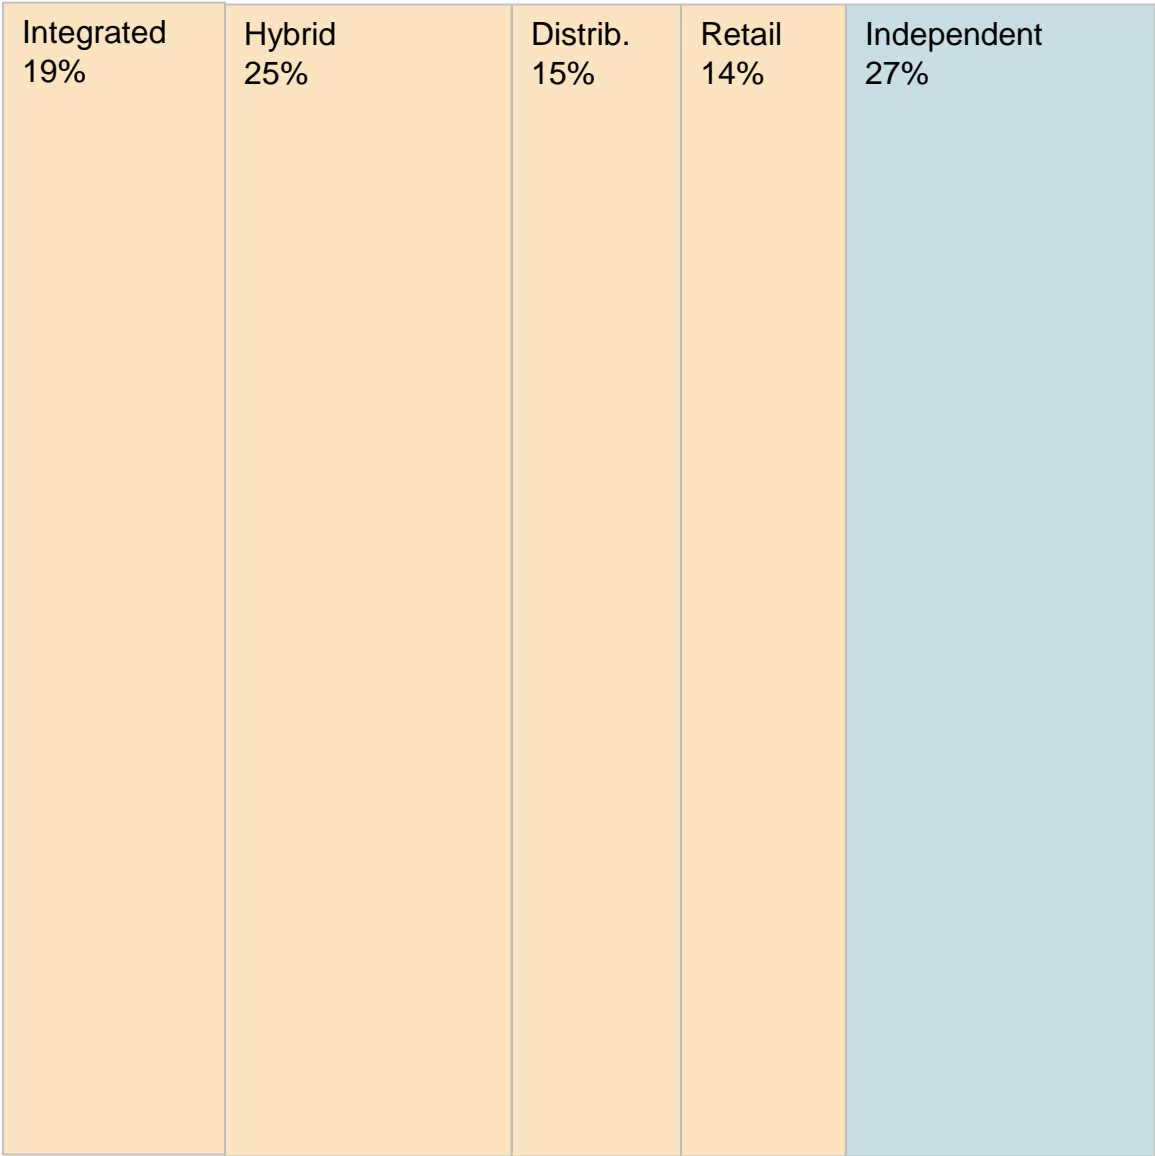 Integrated
19%
Hybrid
25%
Distrib.
15%
Retail
14%
Independent
27%